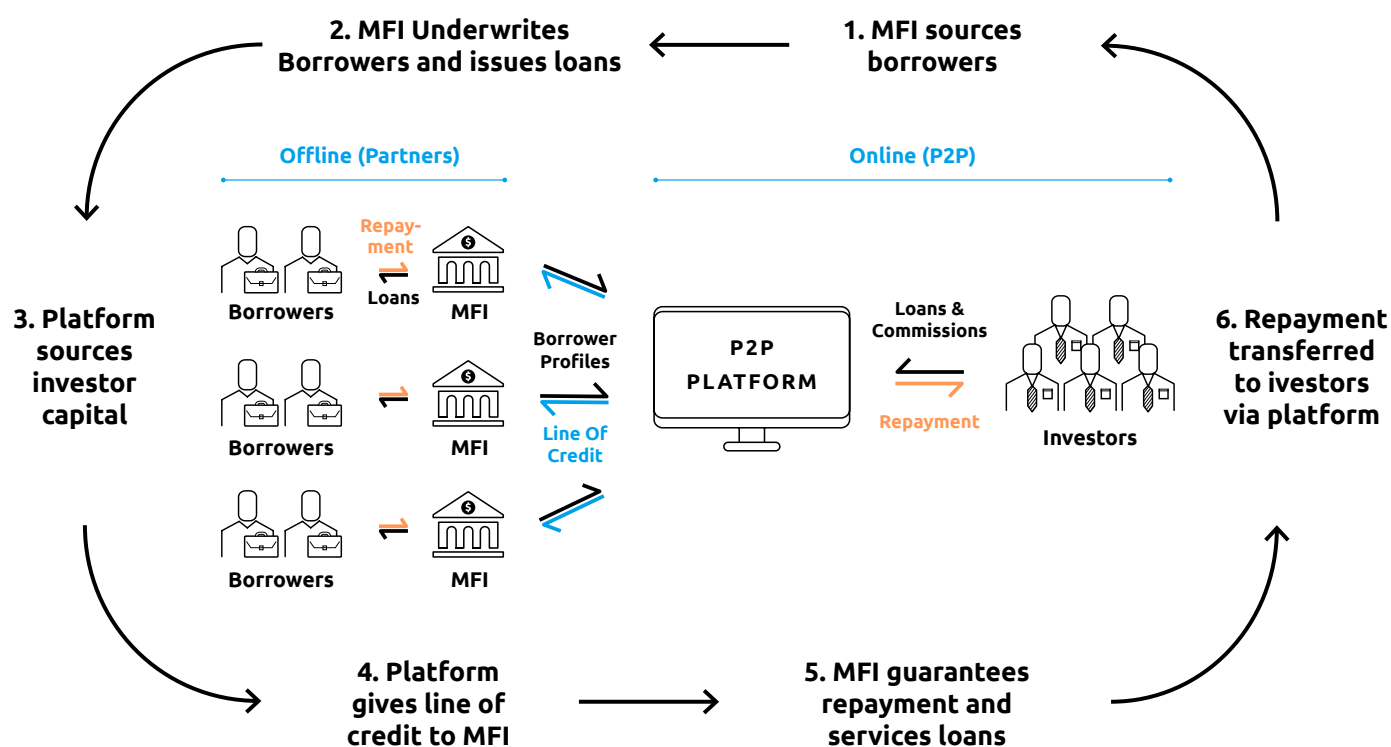 2. MFI Underwrites
Borrowers and issues loans
1. MFI sources
borrowers
Offline (Partners)
Online (P2P)
Repay-
ment
Loans
Borrowers
MFI
3. Platform
sources
investor
capital
Borrower
Profiles
Line Of
Credit
P2P
PLATFORM
Loans &
Commissions
Repayment
Investors
6. Repayment
transferred
to ivestors
via platform
Borrowers
MFI
Borrowers
MFI
4. Platform
gives line of
credit to MFI
5. MFI guarantees
repayment and
services loans
$
$
$